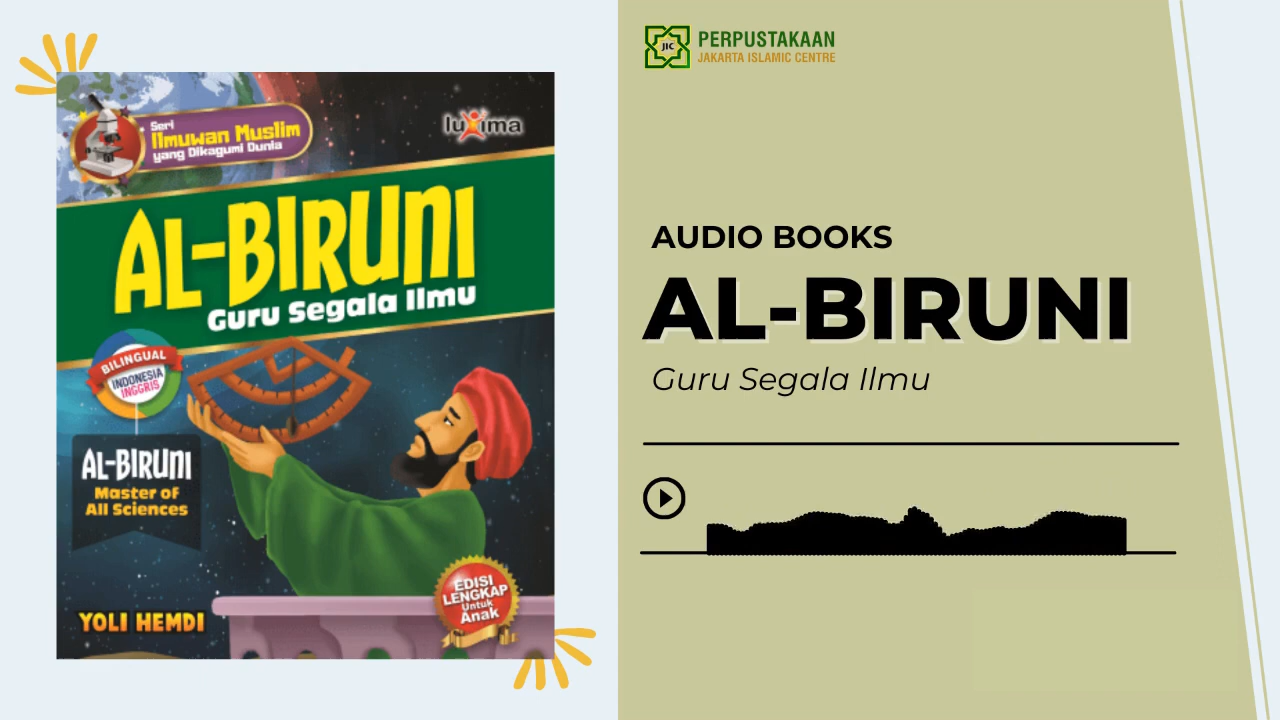 Seri
Ilmuwan Muslim
yang Dikagumi Dunia
luxima
AL-BIRUNI
Guru Segala Ilmu
BILINGUAL
INDONESIA
INGGRIS
AL-BIRUNI
Master of
All Sciences
YOLI HEMDI
EDISI
LENGKAP
Untuk
Anak
JIC
PERPUSTAKAAN
JAKARTA ISLAMIC CENTRE
AUDIO BOOKS
AL-BIRUNI
Guru Segala Ilmu